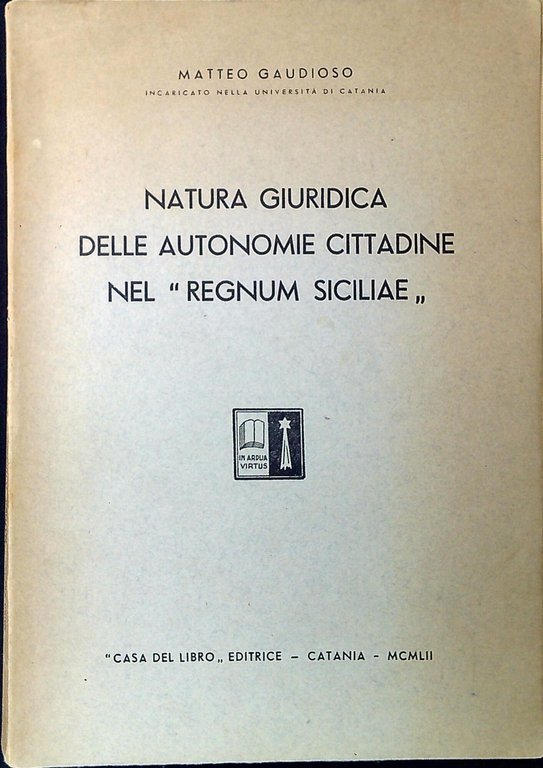 MATTEO GAUDIOSO
INCARICATO NELLA UNIVERSITÀ DI CATANIA
NATURA GIURIDICA
DELLE AUTONOMIE CITTADINE
NEL “ REGNUM SICILIAE „
IN ARDUA
VIRTUS
“CASA DEL LIBRO„ EDITRICE – CATANIA - MCMLII